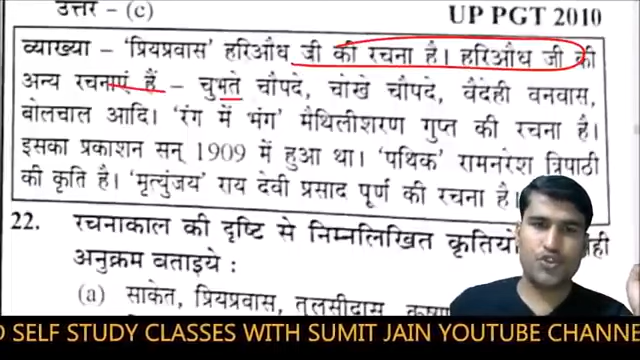 उत्तर – (c)
UP PGT 2010
व्याख्या – 'प्रियप्रवास' हरिऔध जी की रचना है। हरिऔध जी की
अन्य रचनाएं हैं – चुभते चौपदे, चोखे चौपदे, वैदेही वनवास,
बोलचाल आदि। 'रंग में भंग' मैथिलीशरण गुप्त की रचना है।
इसका प्रकाशन सन् 1909 में हुआ था। 'पथिक' रामनरेश त्रिपाठी
की कृति है। 'मृत्युंजय' राय देवी प्रसाद पूर्ण की रचना है।
22. रचनाकाल की दृष्टि से निम्नलिखित कृतियों
अनुक्रम बताइये :
(a) साकेत, प्रियप्रवास, तुलसीदास,
SELF STUDY CLASSES WITH SUMIT JAIN YOUTUBE